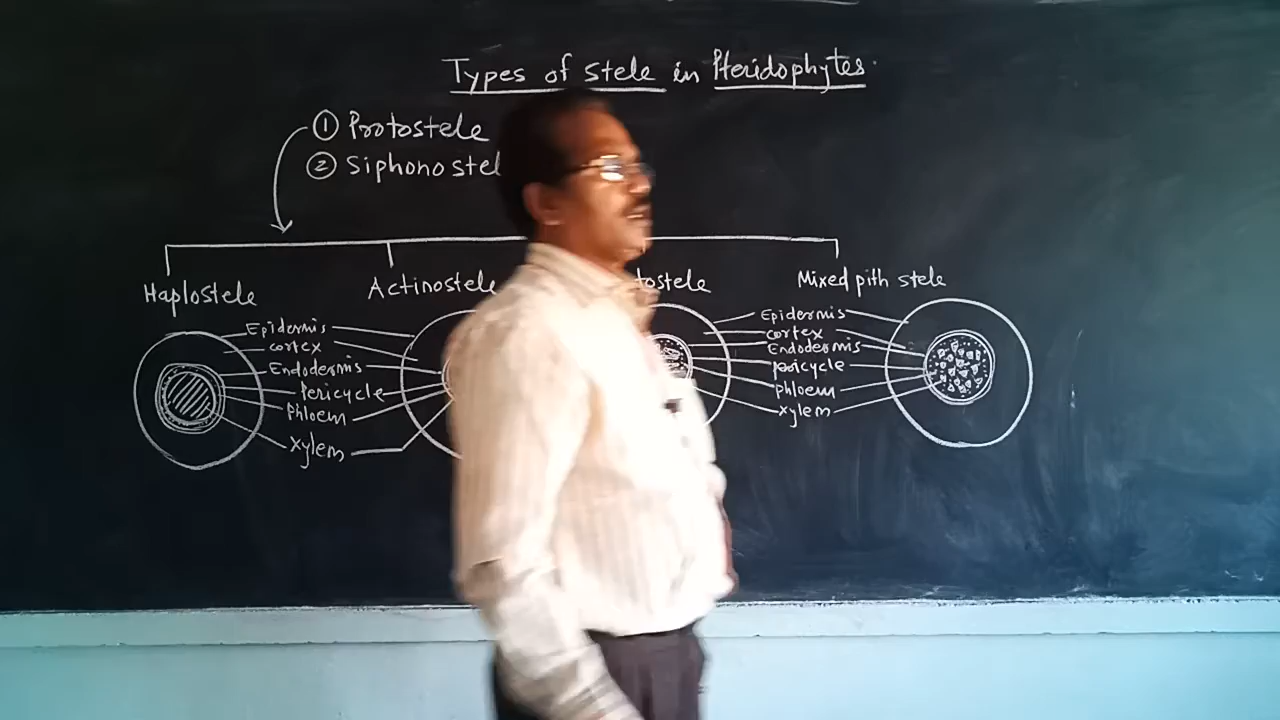 Types of stele in Pteridophytes.
① Protostele
② Siphonostel
Haplostele
Actinostele
tostele
Mixed pith stele
Epidermis
cortex
Endodermis
Pericycle
Phloem
Xylem
Epidermis
cortex
Endodermis
pericycle
phloem
xylem